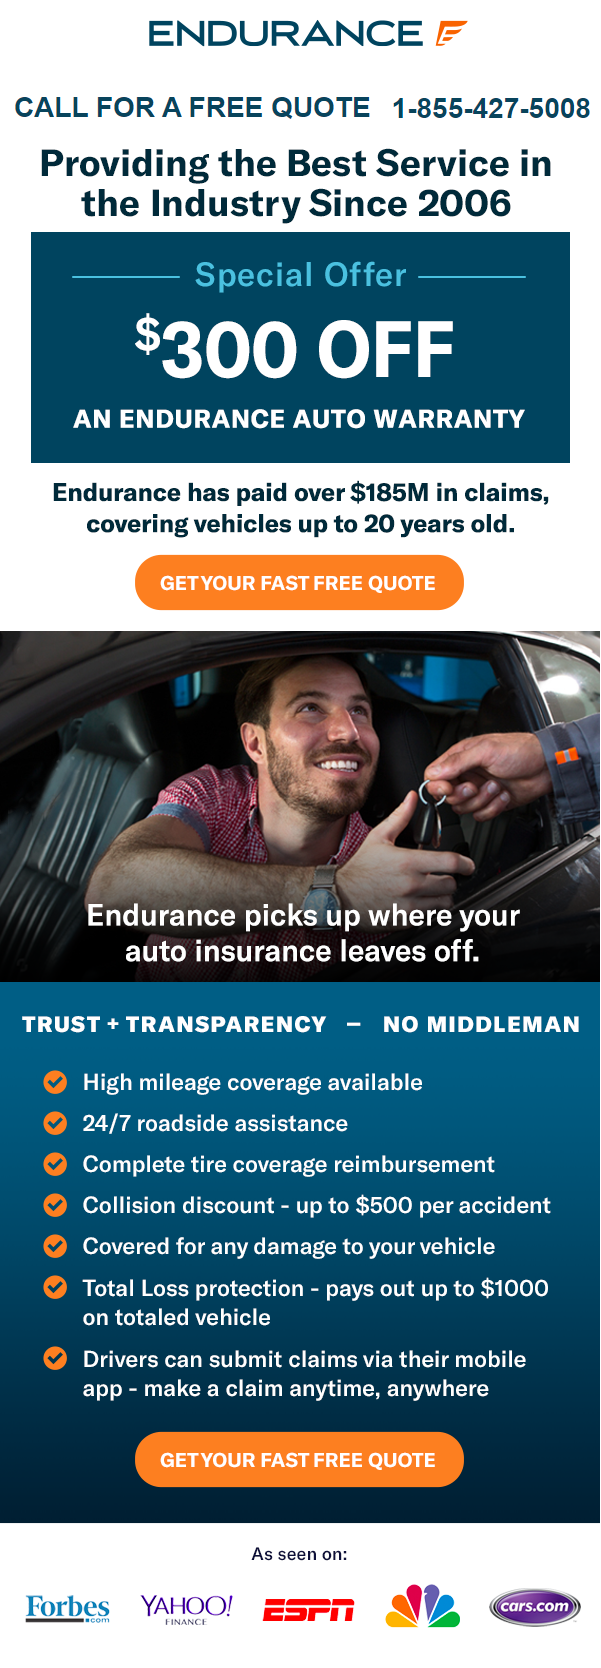 ENDURANCE
CALL FOR A FREE QUOTE 1-855-427-5008
Providing the Best Service in
the Industry Since 2006
Special Offer
$300 OFF
AN ENDURANCE AUTO WARRANTY
Endurance has paid over $185M in claims,
covering vehicles up to 20 years old.
GET YOUR FAST FREE QUOTE
Endurance picks up where your
auto insurance leaves off.
TRUST + TRANSPARENCY – NO MIDDLEMAN
High mileage coverage available
24/7 roadside assistance
Complete tire coverage reimbursement
Collision discount - up to $500 per accident
Covered for any damage to your vehicle
Total Loss protection - pays out up to $1000
on totaled vehicle
Drivers can submit claims via their mobile
app - make a claim anytime, anywhere
GET YOUR FAST FREE QUOTE
As seen on:
Forbes .com YAHOO! FINANCE ESPN cars.com